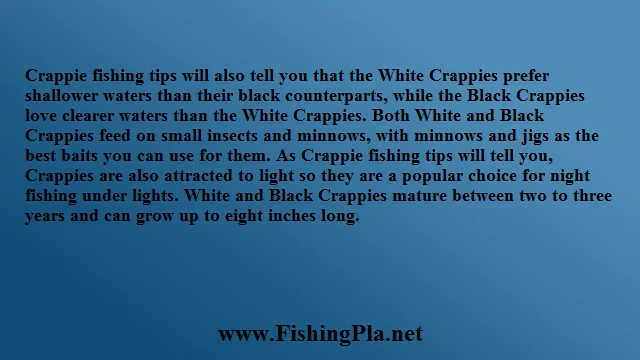 Crappie fishing tips will also tell you that the White Crappies prefer
shallower waters than their black counterparts, while the Black Crappies
love clearer waters than the White Crappies. Both White and Black
Crappies feed on small insects and minnows, with minnows and jigs as the
best baits you can use for them. As Crappie fishing tips will tell you,
Crappies are also attracted to light so they are a popular choice for night
fishing under lights. White and Black Crappies mature between two to three
years and can grow up to eight inches long.
www.FishingPla.net